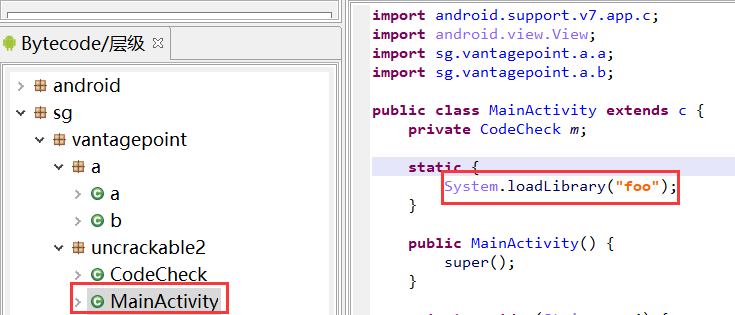 Bytecode/层级
android
sg
vantagepoint
a
a
b
uncrackable2
CodeCheck
MainActivity
import android.support.v7.app.c;
import android.view.View;
import sg.vantagepoint.a.a;
import sg.vantagepoint.a.b;
public class MainActivity extends c {
private CodeCheck m;
static {
System.loadLibrary("foo");
}
public MainActivity() {
super();
}